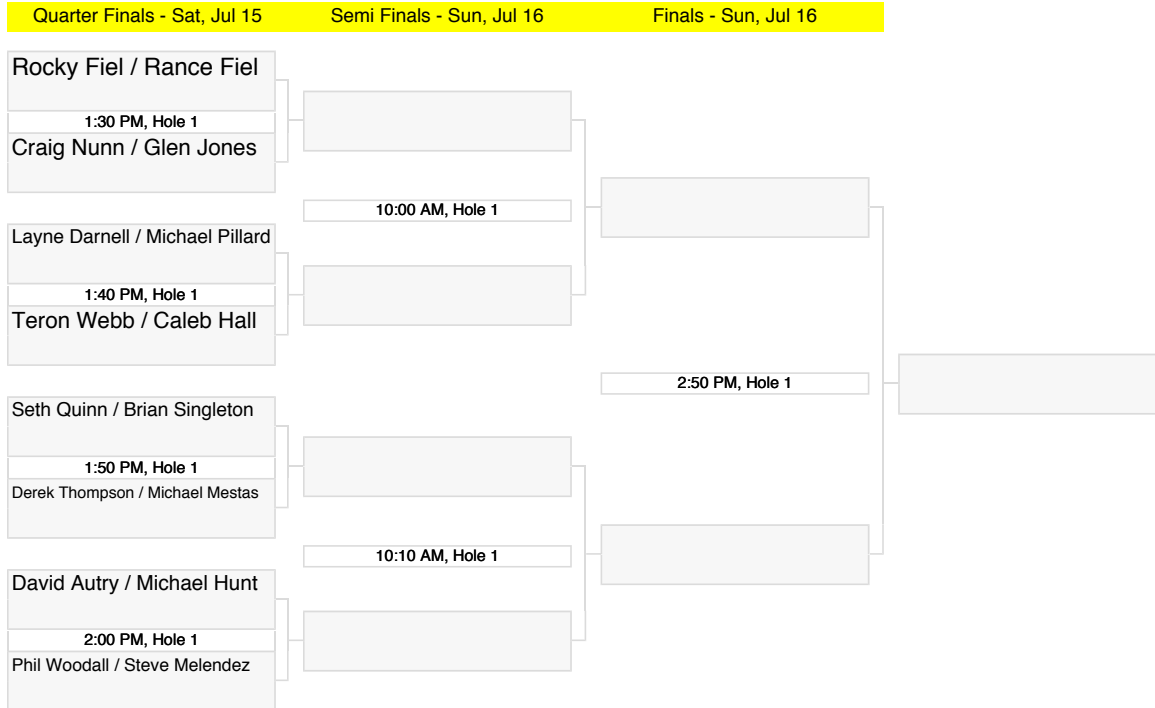 Quarter Finals - Sat, Jul 15
Semi Finals - Sun, Jul 16
Finals - Sun, Jul 16
Rocky Fiel / Rance Fiel
1:30 PM, Hole 1
Craig Nunn / Glen Jones
10:00 AM, Hole 1
Layne Darnell / Michael Pillard
1:40 PM, Hole 1
Teron Webb / Caleb Hall
2:50 PM, Hole 1
Seth Quinn / Brian Singleton
1:50 PM, Hole 1
Derek Thompson / Michael Mestas
10:10 AM, Hole 1
David Autry / Michael Hunt
2:00 PM, Hole 1
Phil Woodall / Steve Melendez